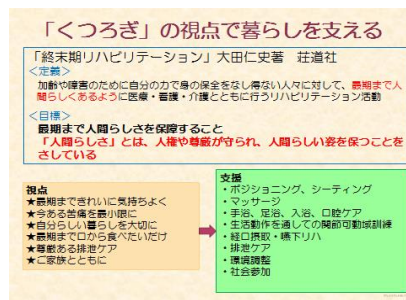 「くつろぎ」の視点で暮らしを支える
「終末期リハビリテーション」大田仁史著　荘道社
＜定義＞
加齢や障害のために自分の力で身の保全をなし得ない人々に対して、最期まで人
間らしくあるように医療・看護・介護とともに行うリハビリテーション活動
＜目標＞
最期まで人間らしさを保障すること
「人間らしさ」とは、人権や尊厳が守られ、人間らしい姿を保つことを
さしている
視点
★最期まできれいに気持ちよく
★今ある苦痛を最小限に
★自分らしい暮らしを大切に
★最期まで口から食べたいだけ
★尊厳ある排泄ケア
★ご家族とともに
支援
・ポジショニング、シーティング
・マッサージ
・手浴、足浴、入浴、口腔ケア
・生活動作を通しての関節可動域訓練
・経口摂取・嚥下リハ
・排泄ケア
・環境調整
・社会参加